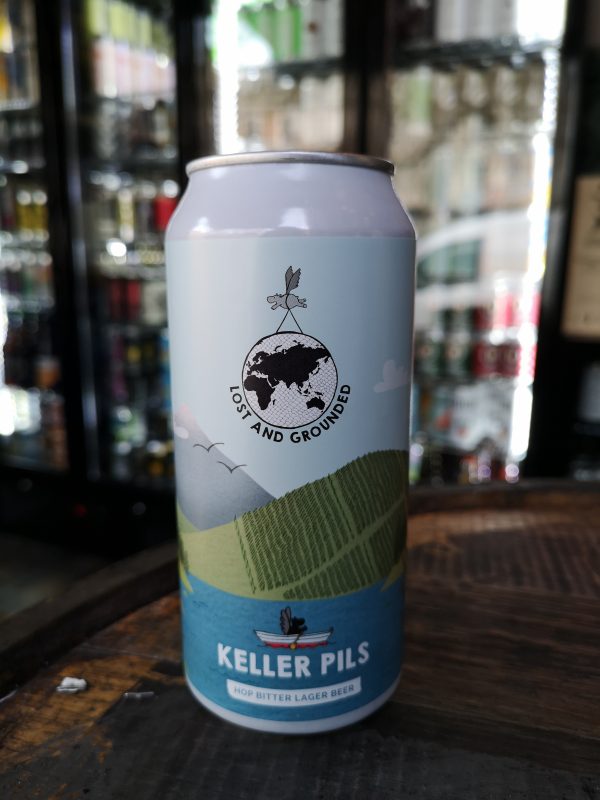 LOST AND GROUNDED
KELLER PILS
HOP BITTER LAGER BEER